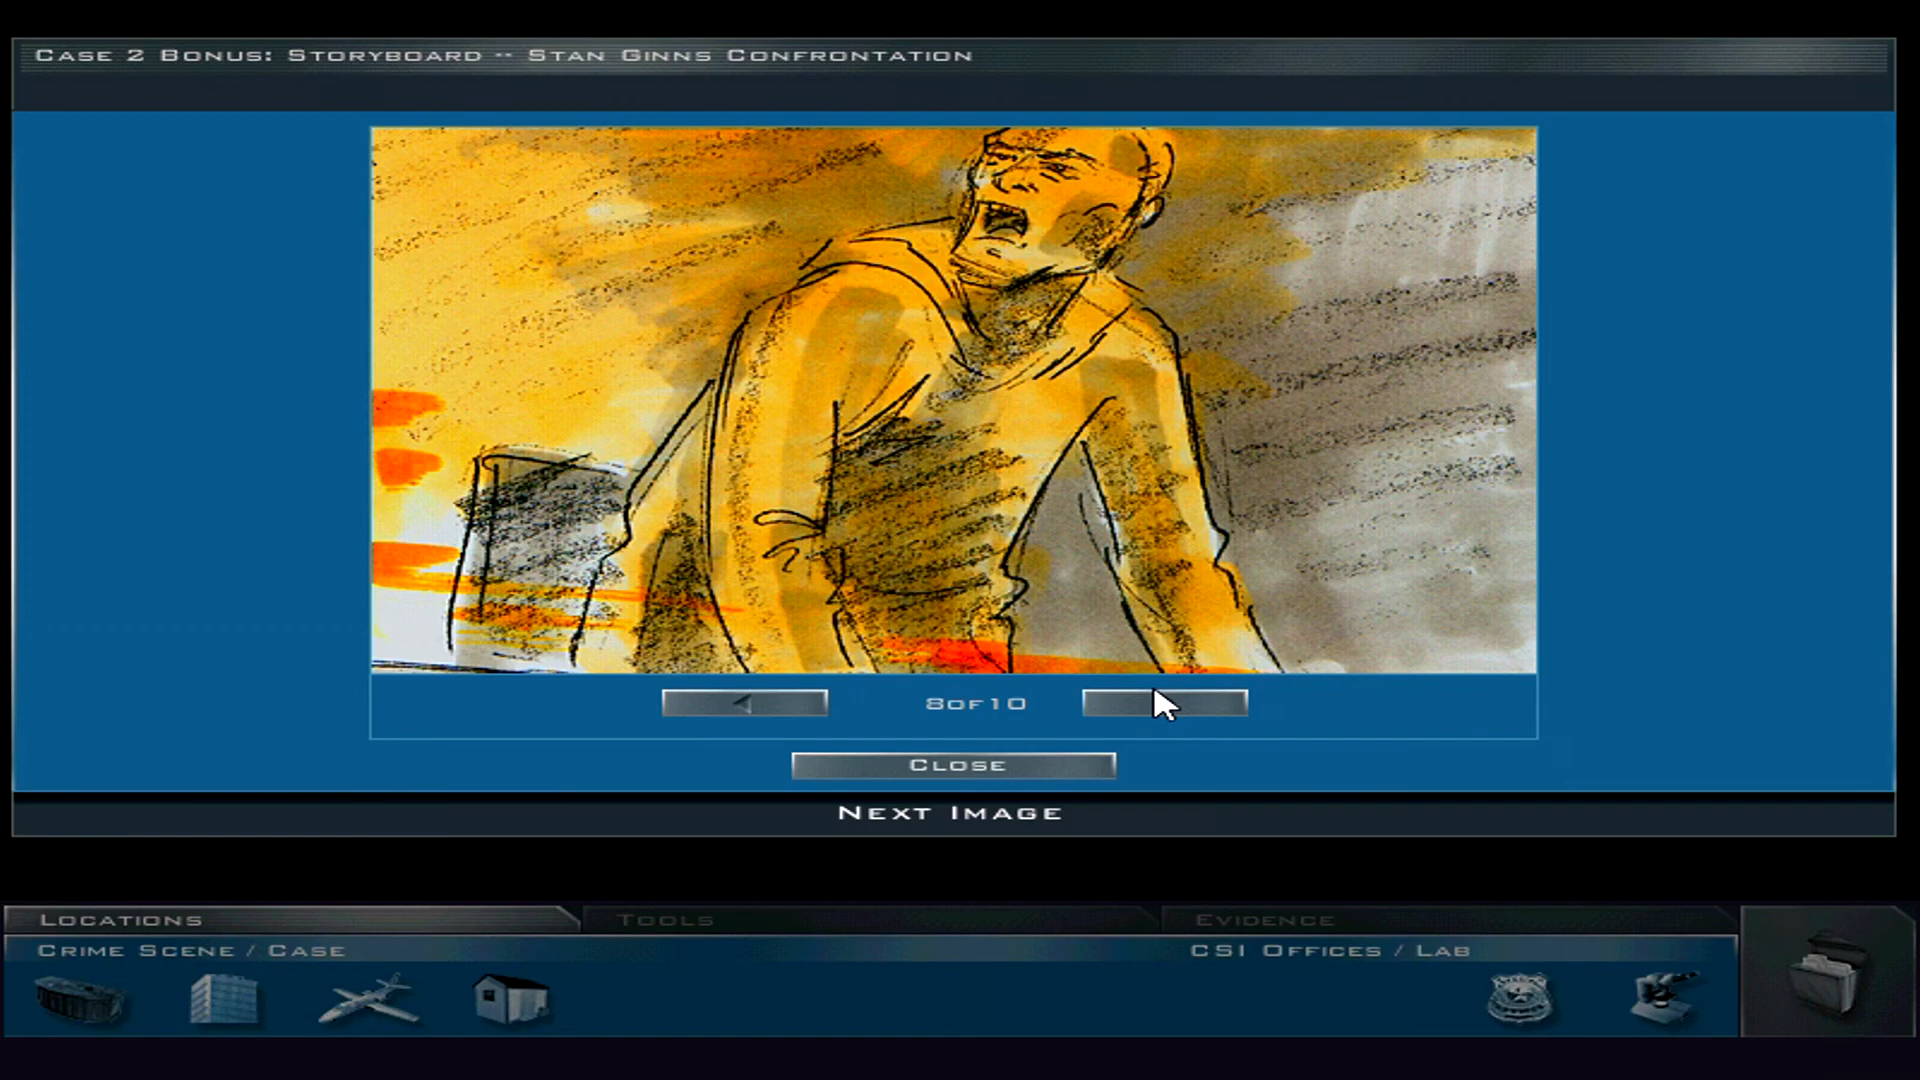 Case 2 Bonus: Storyboard -- Stan Ginns Confrontation
8 of 10
Close
Next Image
Locations
Tools
Evidence
Crime Scene / Case
CSI Offices / Lab